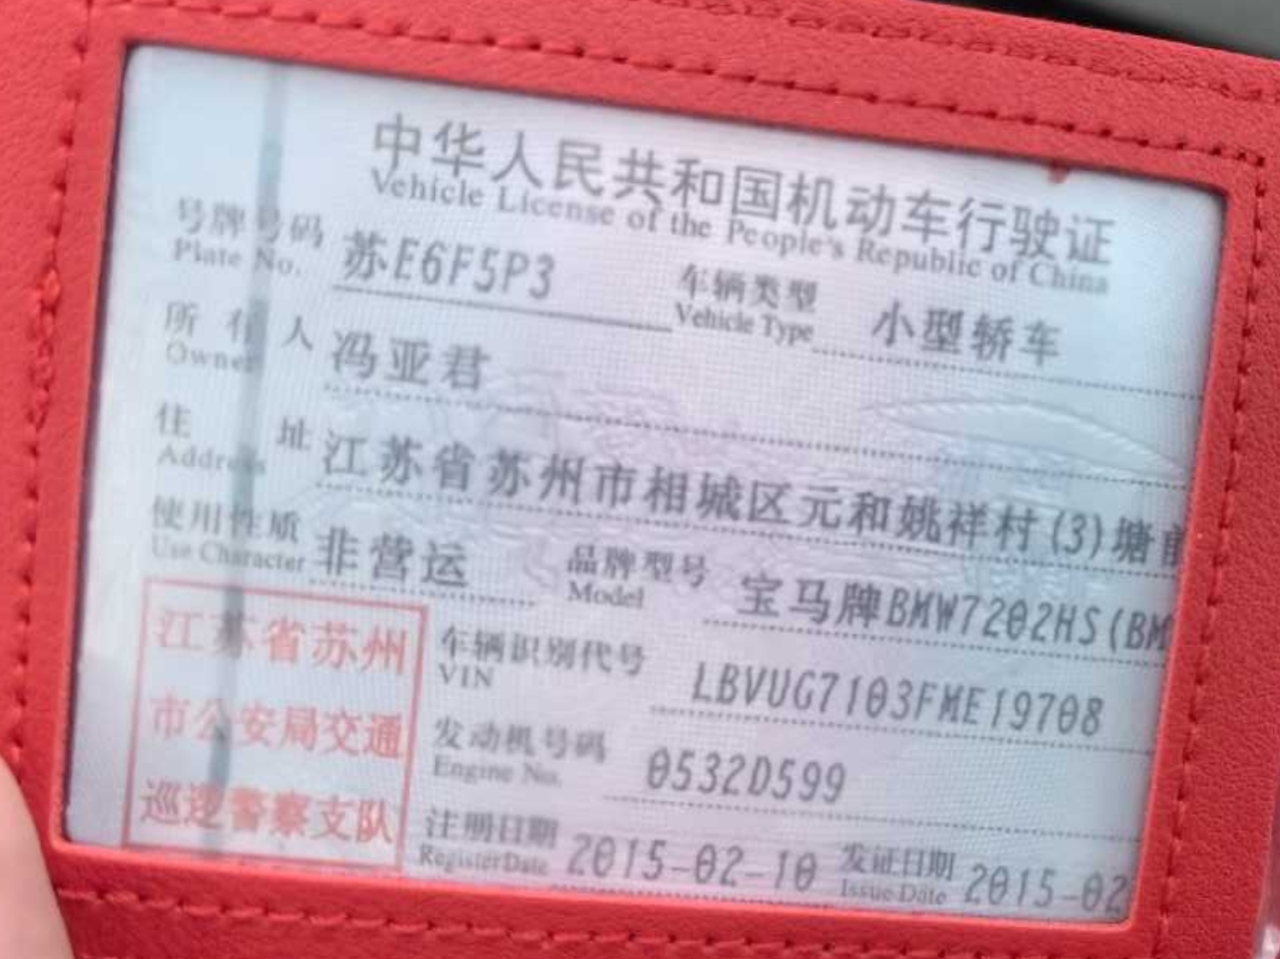 中华人民共和国机动车行驶证
Vehicle License of the People's Republic of China
号牌号码 苏E6F5P3 车辆类型 小型轿车
Plate No. Vehicle Type
所有人 冯亚君
Owner
住址 江苏省苏州市相城区元和姚祥村(3)塘
Address
使用性质 非营运 品牌型号 宝马牌BMW7202HS(BM
Use Character Model
江苏省苏州
市公安局交通
巡逻警察支队
车辆识别代号 LBVUG7103FME19708
VIN
发动机号码 0532D599
Engine No.
注册日期 2015-02-10 发证日期 2015-02
Register Date Issue Date